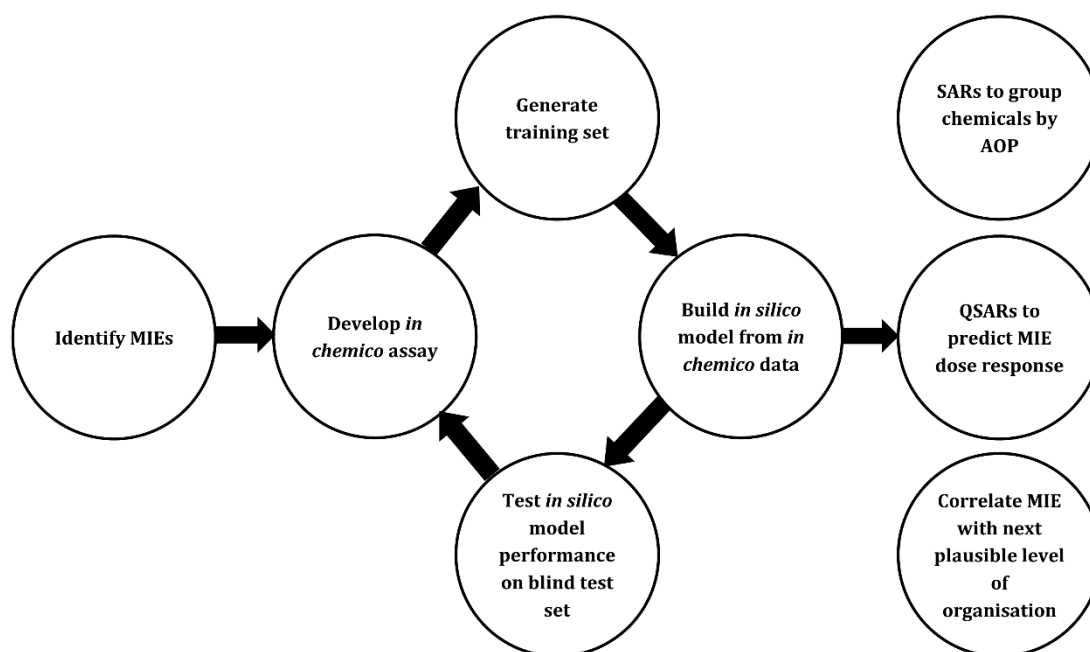 Identify MIEs
Develop in
chemico assay
Generate
training set
Build in silico
model from in
chemico data
Test in silico
model
performance
on blind test
set
SARs to group
chemicals by
AOP
QSARs to
predict MIE
dose response
Correlate MIE
with next
plausible level
of
organisation